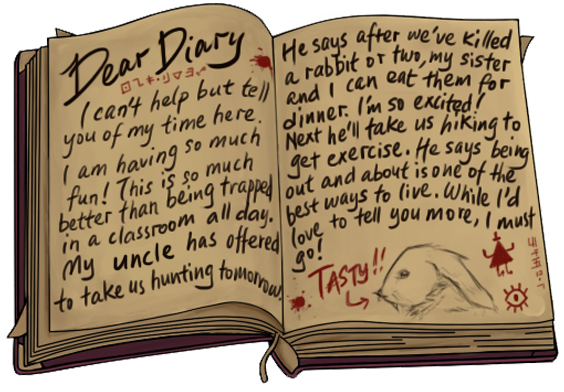 Dear Diary
I can't help but tell
you of my time here.
I am having so much
fun! This is so much
better than being trapped
in a classroom all day.
My uncle has offered
to take us hunting tomorrow.
He says after we've killed
a rabbit or two, my sister
and I can eat them for
dinner. I'm so excited!
Next he'll take us hiking to
get exercise. He says being
out and about is one of the
best ways to live. While I'd
love to tell you more, I must
go!
TASTY!!